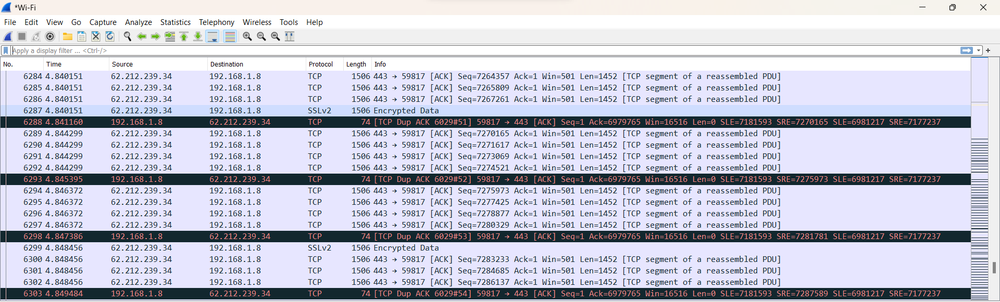 *Wi-Fi
File Edit View Go Capture Analyze Statistics Telephony Wireless Tools Help
Apply a display filter ... <Ctrl-/>
No. Time Source Destination Protocol Length Info
6284 4.840151 62.212.239.34 192.168.1.8 TCP 1506 443 → 59817 [ACK] Seq=7264357 Ack=1 Win=501 Len=1452 [TCP segment of a reassembled PDU]
6285 4.840151 62.212.239.34 192.168.1.8 TCP 1506 443 → 59817 [ACK] Seq=7265809 Ack=1 Win=501 Len=1452 [TCP segment of a reassembled PDU]
6286 4.840151 62.212.239.34 192.168.1.8 TCP 1506 443 → 59817 [ACK] Seq=7267261 Ack=1 Win=501 Len=1452 [TCP segment of a reassembled PDU]
6287 4.840151 62.212.239.34 192.168.1.8 SSLv2 1506 Encrypted Data
6288 4.841160 192.168.1.8 62.212.239.34 TCP 74 [TCP Dup ACK 6029#51] 59817 → 443 [ACK] Seq=1 Ack=6979765 Win=16516 Len=0 SLE=7181593 SRE=7270165 SLE=6981217 SRE=7177237
6289 4.844299 62.212.239.34 192.168.1.8 TCP 1506 443 → 59817 [ACK] Seq=7270165 Ack=1 Win=501 Len=1452 [TCP segment of a reassembled PDU]
6290 4.844299 62.212.239.34 192.168.1.8 TCP 1506 443 → 59817 [ACK] Seq=7271617 Ack=1 Win=501 Len=1452 [TCP segment of a reassembled PDU]
6291 4.844299 62.212.239.34 192.168.1.8 TCP 1506 443 → 59817 [ACK] Seq=7273069 Ack=1 Win=501 Len=1452 [TCP segment of a reassembled PDU]
6292 4.844299 62.212.239.34 192.168.1.8 TCP 1506 443 → 59817 [ACK] Seq=7274521 Ack=1 Win=501 Len=1452 [TCP segment of a reassembled PDU]
6293 4.845395 192.168.1.8 62.212.239.34 TCP 74 [TCP Dup ACK 6029#52] 59817 → 443 [ACK] Seq=1 Ack=6979765 Win=16516 Len=0 SLE=7181593 SRE=7275973 SLE=6981217 SRE=7177237
6294 4.846372 62.212.239.34 192.168.1.8 TCP 1506 443 → 59817 [ACK] Seq=7275973 Ack=1 Win=501 Len=1452 [TCP segment of a reassembled PDU]
6295 4.846372 62.212.239.34 192.168.1.8 TCP 1506 443 → 59817 [ACK] Seq=7277425 Ack=1 Win=501 Len=1452 [TCP segment of a reassembled PDU]
6296 4.846372 62.212.239.34 192.168.1.8 TCP 1506 443 → 59817 [ACK] Seq=7278877 Ack=1 Win=501 Len=1452 [TCP segment of a reassembled PDU]
6297 4.846372 62.212.239.34 192.168.1.8 TCP 1506 443 → 59817 [ACK] Seq=7280329 Ack=1 Win=501 Len=1452 [TCP segment of a reassembled PDU]
6298 4.847386 192.168.1.8 62.212.239.34 TCP 74 [TCP Dup ACK 6029#53] 59817 → 443 [ACK] Seq=1 Ack=6979765 Win=16516 Len=0 SLE=7181593 SRE=7281781 SLE=6981217 SRE=7177237
6299 4.848456 62.212.239.34 192.168.1.8 SSLv2 1506 Encrypted Data
6300 4.848456 62.212.239.34 192.168.1.8 TCP 1506 443 → 59817 [ACK] Seq=7283233 Ack=1 Win=501 Len=1452 [TCP segment of a reassembled PDU]
6301 4.848456 62.212.239.34 192.168.1.8 TCP 1506 443 → 59817 [ACK] Seq=7284685 Ack=1 Win=501 Len=1452 [TCP segment of a reassembled PDU]
6302 4.848456 62.212.239.34 192.168.1.8 TCP 1506 443 → 59817 [ACK] Seq=7286137 Ack=1 Win=501 Len=1452 [TCP segment of a reassembled PDU]
6303 4.849484 192.168.1.8 62.212.239.34 TCP 74 [TCP Dup ACK 6029#54] 59817 → 443 [ACK] Seq=1 Ack=6979765 Win=16516 Len=0 SLE=7181593 SRE=7287589 SLE=6981217 SRE=7177237